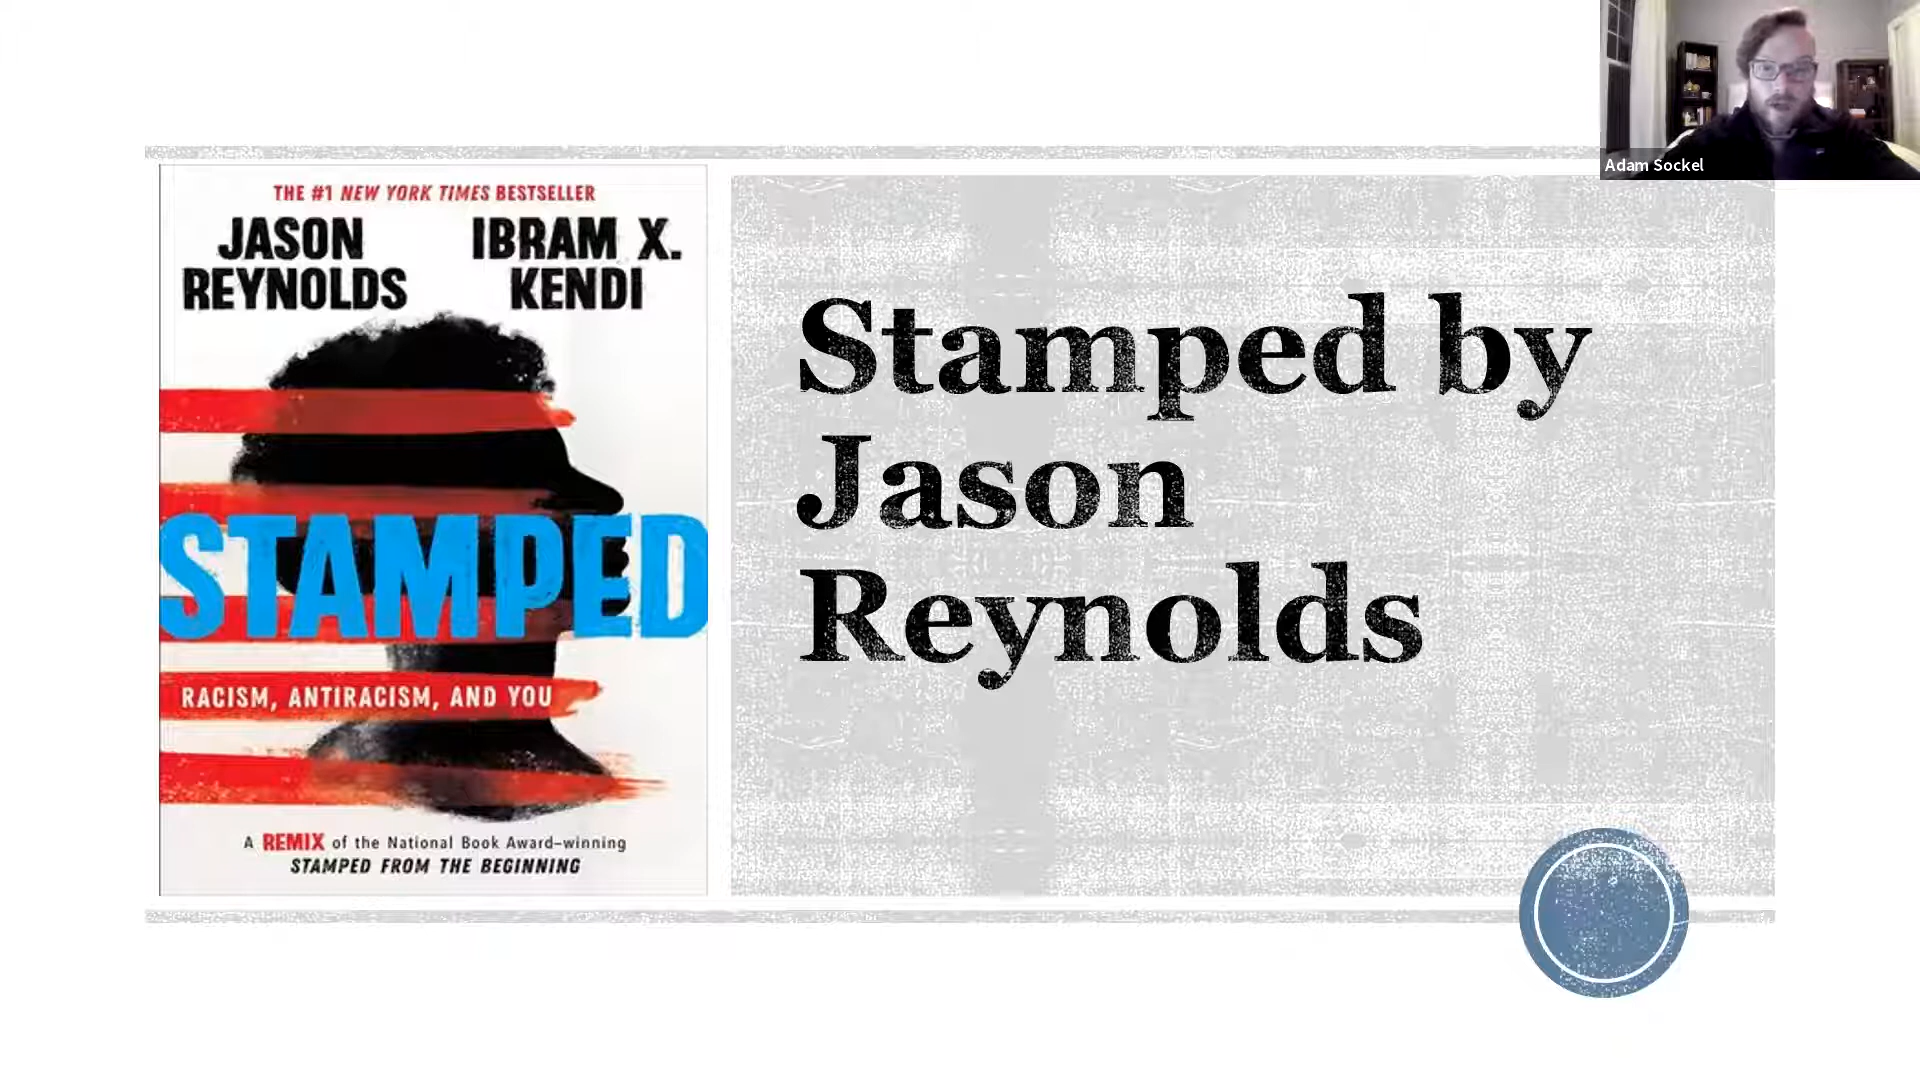 THE #1 NEW YORK TIMES BESTSELLER
JASON
REYNOLDS
IBRAM X.
KENDI
STAMPED
RACISM, ANTIRACISM, AND YOU
A REMIX of the National Book Award–winning
STAMPED FROM THE BEGINNING
Stamped by
Jason
Reynolds
Adam Sockel